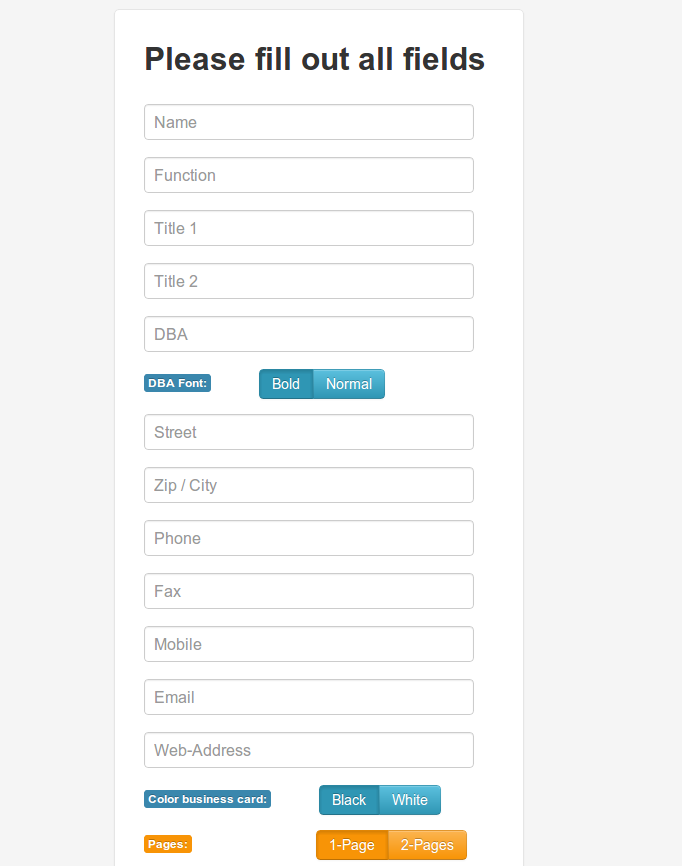 Please fill out all fields
Name
Function
Title 1
Title 2
DBA
DBA Font: Bold Normal
Street
Zip / City
Phone
Fax
Mobile
Email
Web-Address
Color business card: Black White
Pages: 1-Page 2-Pages